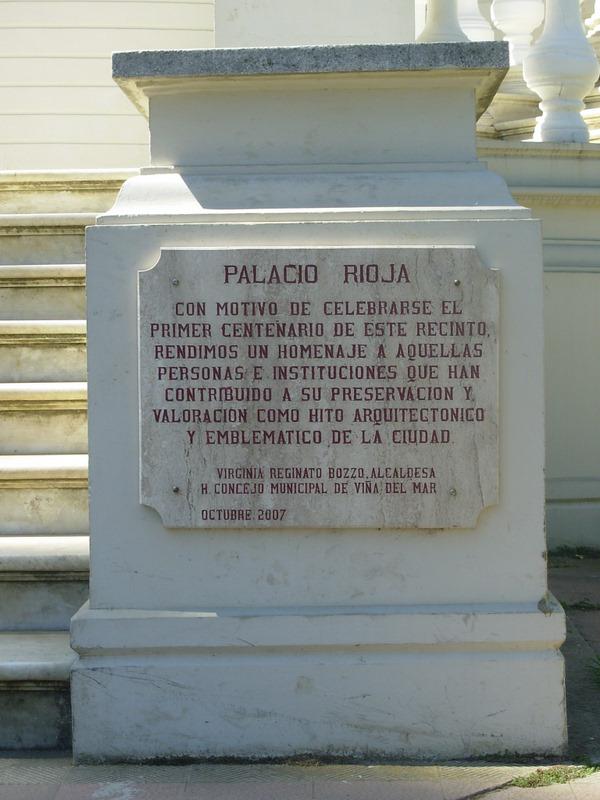 PALACIO RIOJA
CON MOTIVO DE CELEBRARSE EL
PRIMER CENTENARIO DE ESTE RECINTO,
RENDIMOS UN HOMENAJE A AQUELLAS
PERSONAS E INSTITUCIONES QUE HAN
CONTRIBUIDO A SU PRESERVACION Y
VALORACION COMO HITO ARQUITECTONICO
Y EMBLEMATICO DE LA CIUDAD.
VIRGINIA REGINATO BOZZO, ALCALDESA
H. CONCEJO MUNICIPAL DE VIÑA DEL MAR
OCTUBRE, 2007